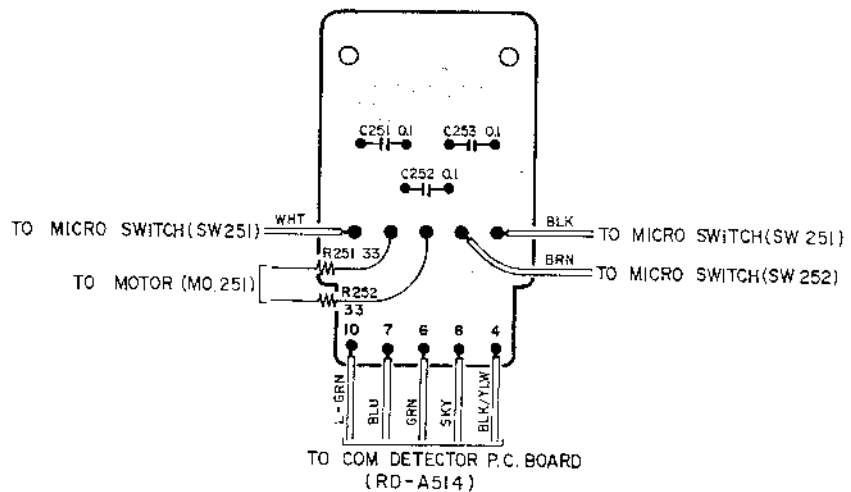 C251 0.1
C253 0.1
C252 0.1
WHT
BLK
TO MICRO SWITCH(SW251)
TO MICRO SWITCH(SW 251)
R251 33
BRN
TO MICRO SWITCH(SW 252)
TO MOTOR (MO.251)
R252
33
10 7 6 8 4
L-GRN
BLU
GRN
SKY
BLK/YLW
TO COM DETECTOR P.C. BOARD
(RD-A514)